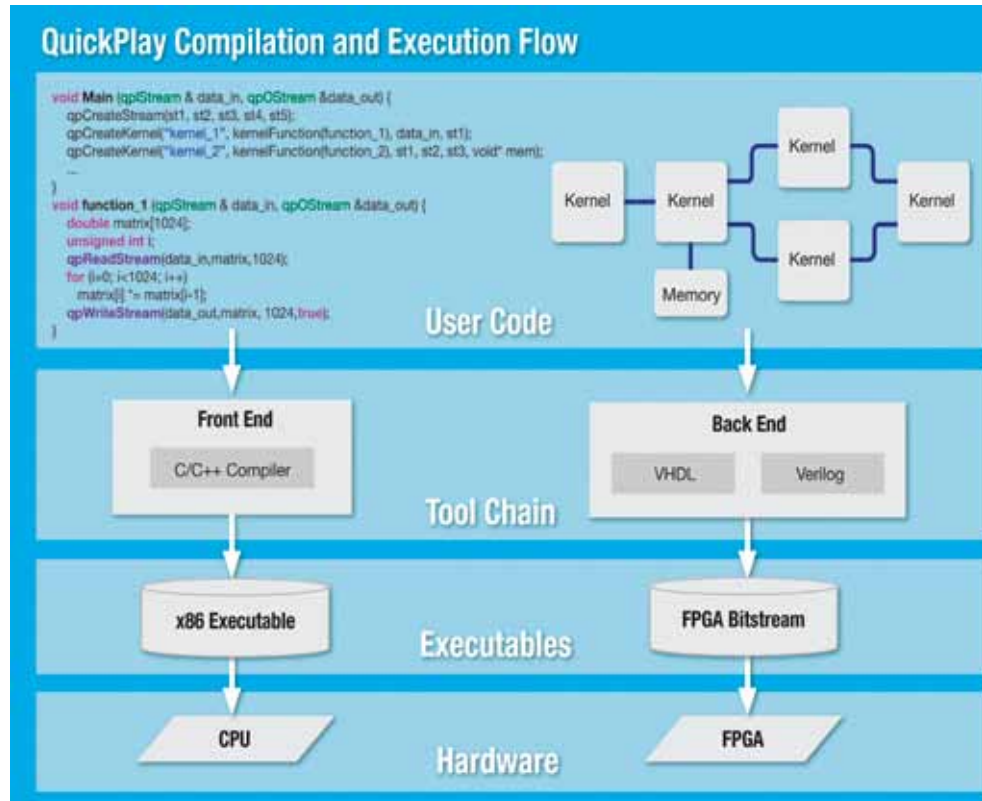 QuickPlay Compilation and Execution Flow
void Main (qpIStream & data_in, qpOStream &data_out) {
qpCreateStream(st1, st2, st3, st4, st5);
qpCreateKernel("kernel_1", kernelFunction(function_1), data_in, st1);
qpCreateKernel("kernel_2", kernelFunction(function_2), st1, st2, st3, void* mem);
...
}
void function_1 (qpIStream & data_in, qpOStream &data_out) {
double matrix[1024];
unsigned int i;
qpReadStream(data_in,matrix,1024);
for (i=0; i<1024; i++)
matrix[i] *= matrix[i-1];
qpWriteStream(data_out,matrix, 1024,true);
}
Kernel
Kernel
Kernel
Kernel
Kernel
Memory
User Code
Front End
C/C++ Compiler
Back End
VHDL
Verilog
Tool Chain
x86 Executable
FPGA Bitstream
Executables
CPU
FPGA
Hardware